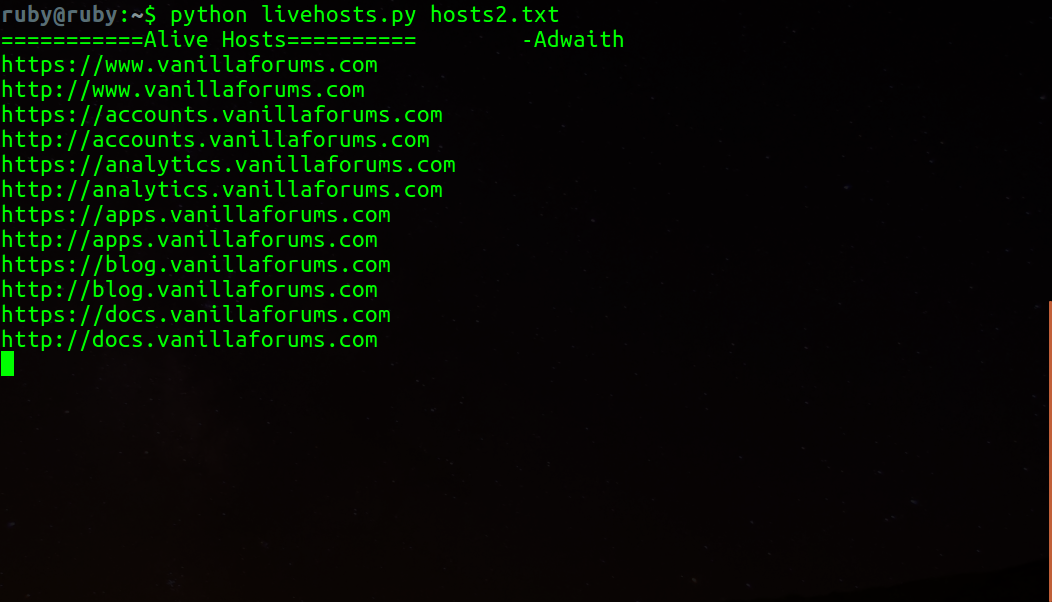 ruby@ruby:~$ python livehosts.py hosts2.txt
===========Alive Hosts==========        -Adwaith
https://www.vanillaforums.com
http://www.vanillaforums.com
https://accounts.vanillaforums.com
http://accounts.vanillaforums.com
https://analytics.vanillaforums.com
http://analytics.vanillaforums.com
https://apps.vanillaforums.com
http://apps.vanillaforums.com
https://blog.vanillaforums.com
http://blog.vanillaforums.com
https://docs.vanillaforums.com
http://docs.vanillaforums.com